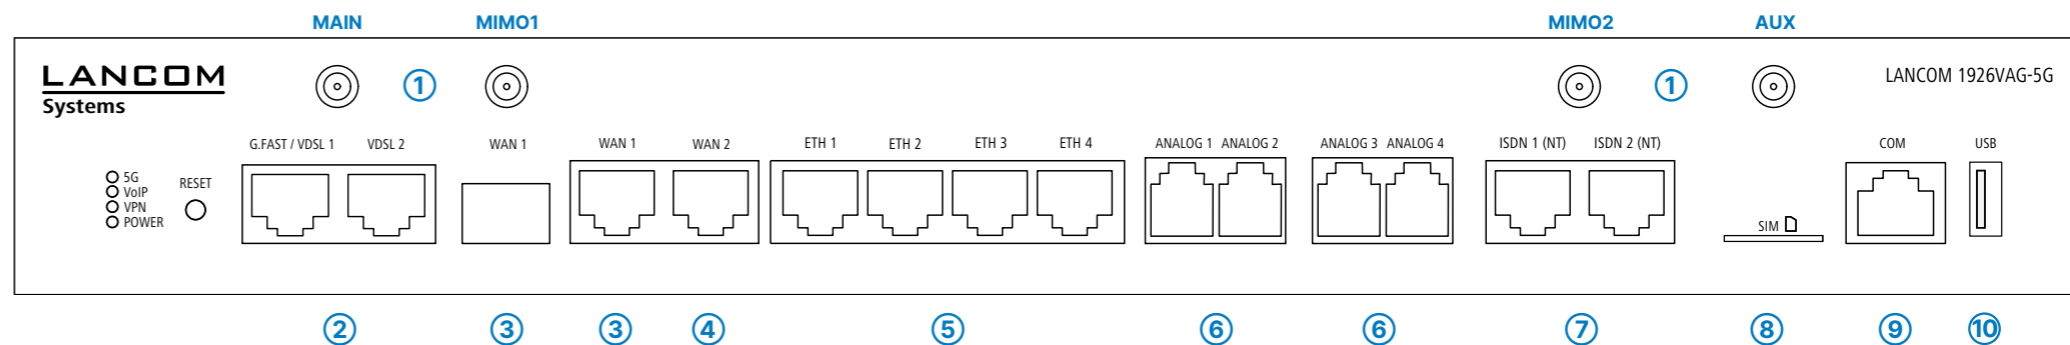 MAIN MIMO1 MIMO2 AUX
LANCOM
Systems
① ①
LANCOM 1926VAG-5G
G.FAST / VDSL 1 VDSL 2 WAN 1 WAN 1 WAN 2 ETH 1 ETH 2 ETH 3 ETH 4 ANALOG 1 ANALOG 2 ANALOG 3 ANALOG 4 ISDN 1 (NT) ISDN 2 (NT) COM USB
5G
VoIP
VPN
POWER
RESET
SIM
② ③ ③ ④ ⑤ ⑥ ⑥ ⑦ ⑧ ⑨ ⑩